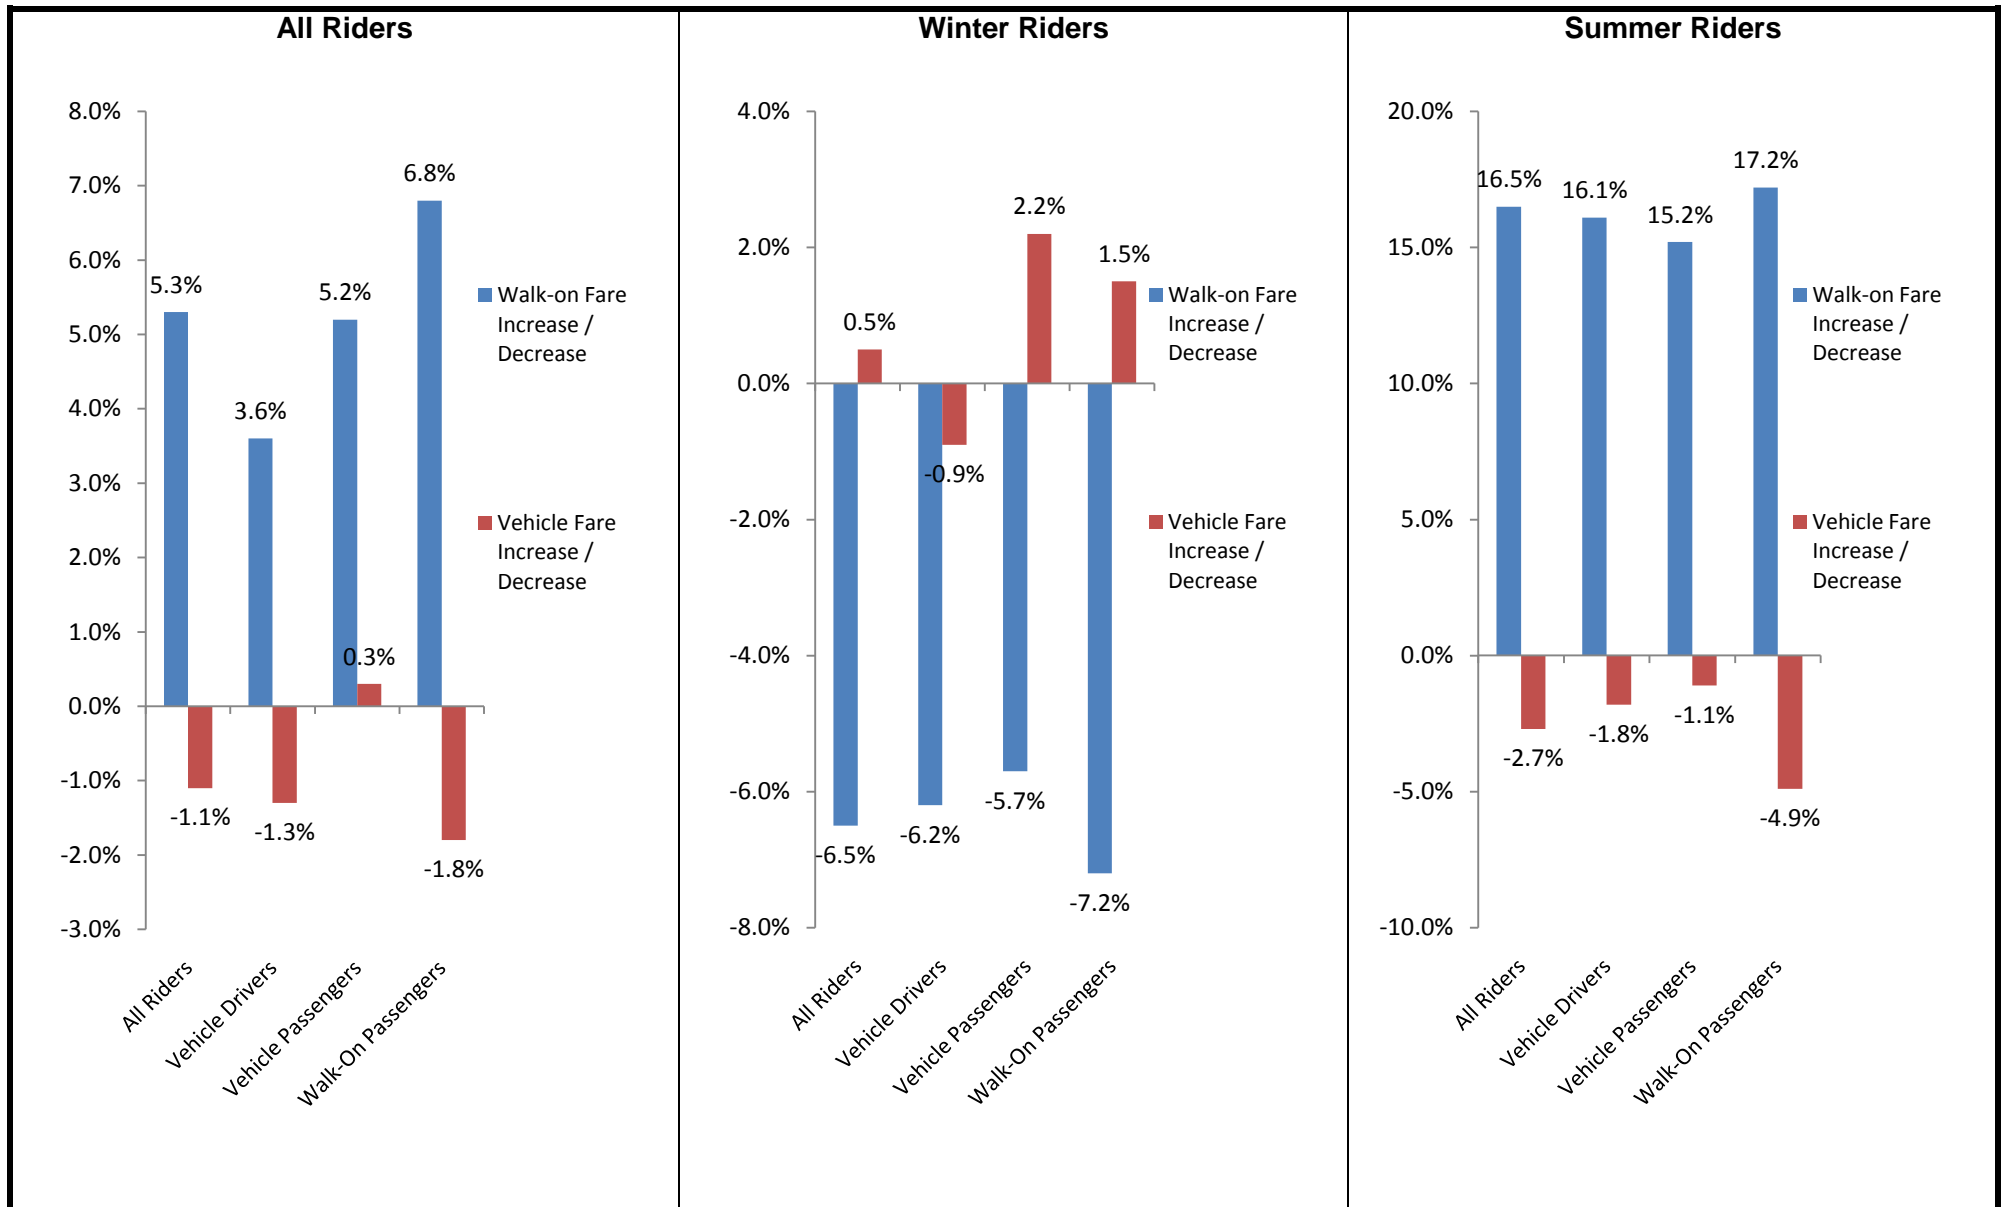 All Riders
8.0%
7.0%
6.0%
5.0%
4.0%
3.0%
2.0%
1.0%
0.0%
-1.0%
-2.0%
-3.0%
5.3%
3.6%
5.2%
6.8%
-1.1%
-1.3%
0.3%
-1.8%
All Riders
Vehicle Drivers
Vehicle Passengers
Walk-On Passengers
Walk-on Fare
Increase /
Decrease
Vehicle Fare
Increase /
Decrease
Winter Riders
4.0%
2.0%
0.0%
-2.0%
-4.0%
-6.0%
-8.0%
0.5%
-0.9%
2.2%
1.5%
-6.5%
-6.2%
-5.7%
-7.2%
All Riders
Vehicle Drivers
Vehicle Passengers
Walk-On Passengers
Walk-on Fare
Increase /
Decrease
Vehicle Fare
Increase /
Decrease
Summer Riders
20.0%
15.0%
10.0%
5.0%
0.0%
-5.0%
-10.0%
16.5%
16.1%
15.2%
17.2%
-2.7%
-1.8%
-1.1%
-4.9%
All Riders
Vehicle Drivers
Vehicle Passengers
Walk-On Passengers
Walk-on Fare
Increase /
Decrease
Vehicle Fare
Increase /
Decrease